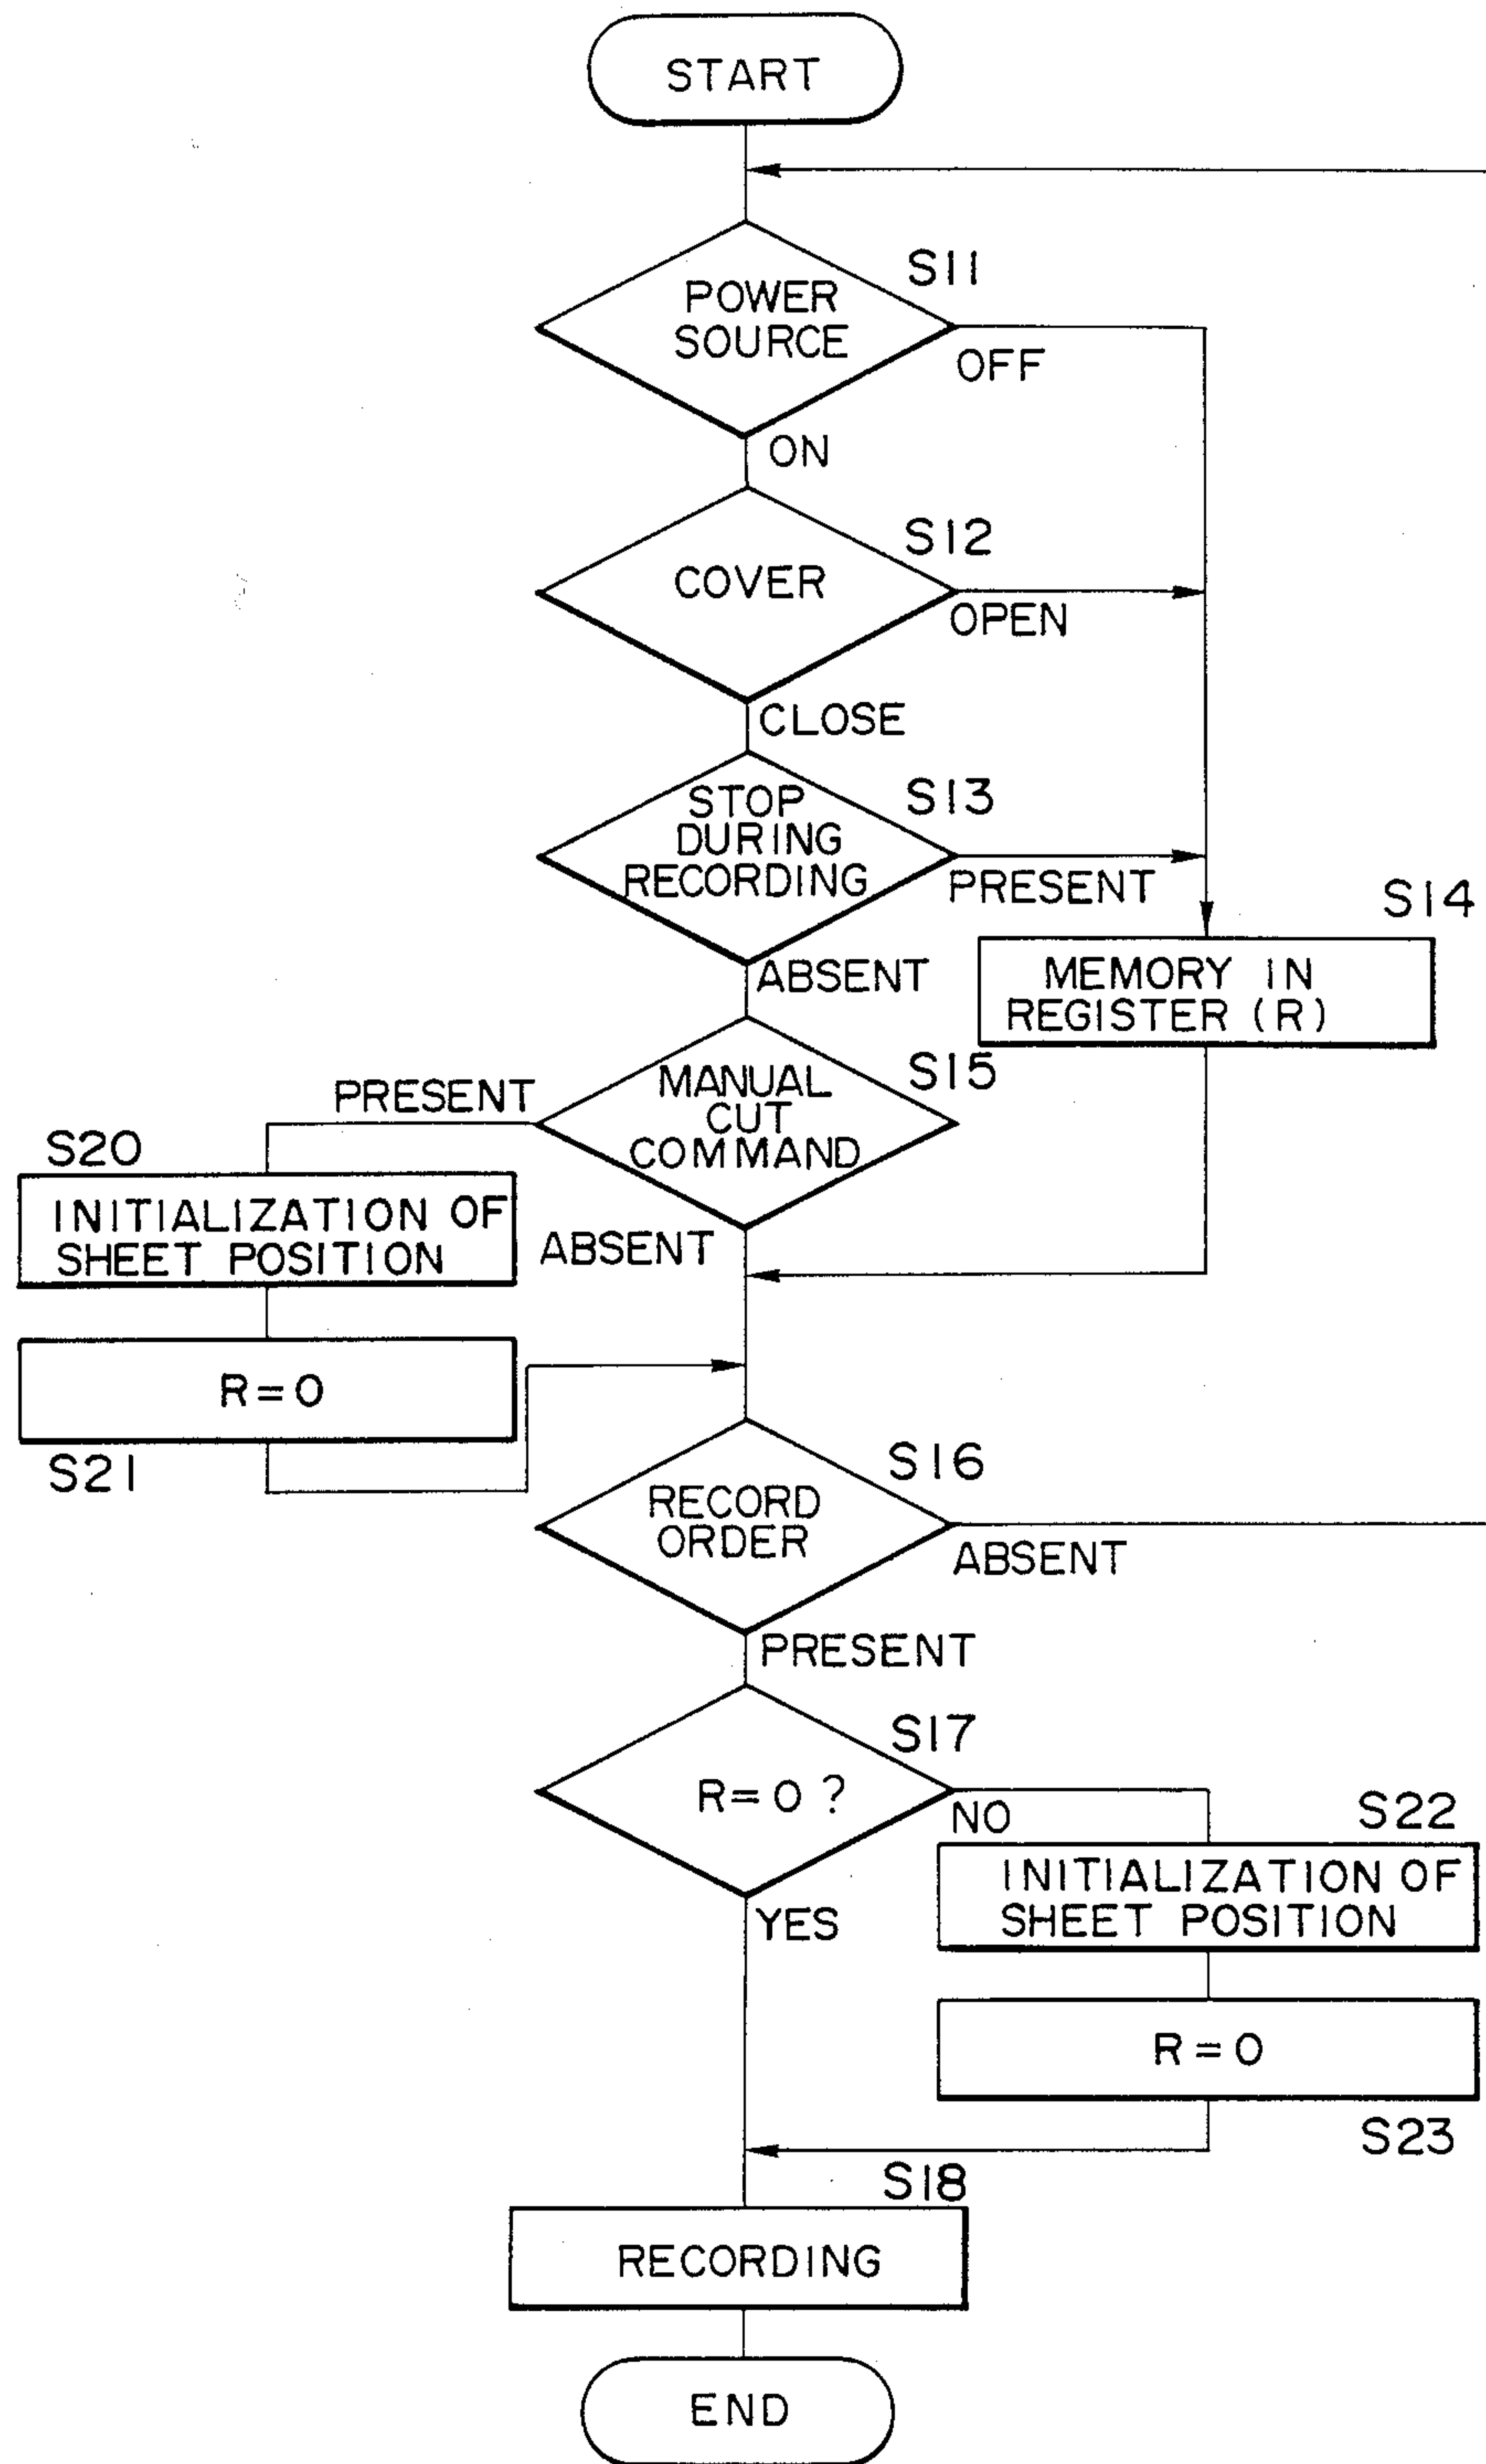 START
S11
POWER
SOURCE
OFF
ON
S12
COVER
OPEN
CLOSE
S13
STOP
DURING
RECORDING
PRESENT
S14
ABSENT
MEMORY IN
REGISTER (R)
S15
MANUAL
CUT
COMMAND
PRESENT
S20
INITIALIZATION OF
SHEET POSITION
ABSENT
R=0
S21
S16
RECORD
ORDER
ABSENT
PRESENT
S17
R=0 ?
NO
S22
INITIALIZATION OF
SHEET POSITION
YES
R=0
S23
S18
RECORDING
END